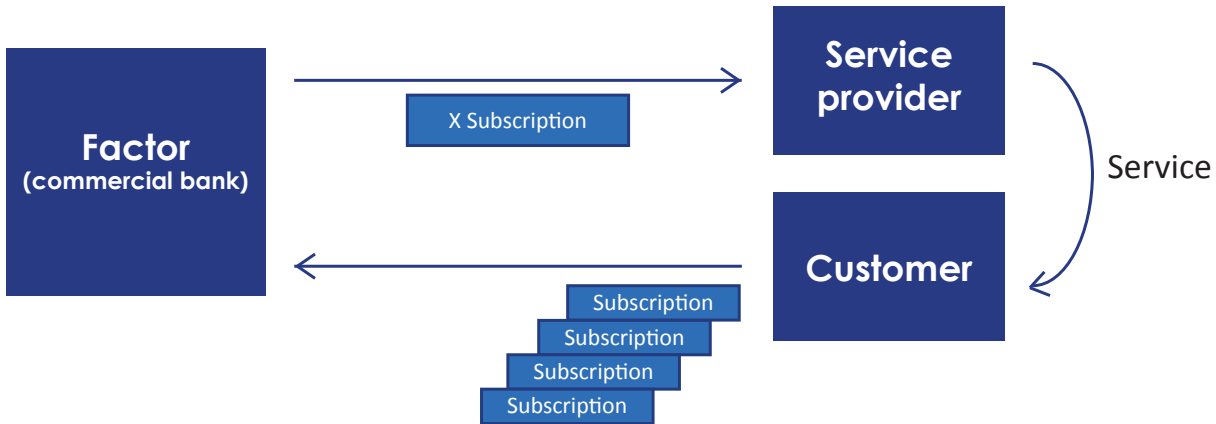 Factor
(commercial bank)
X Subscription
Service
provider
Service
Customer
Subscription
Subscription
Subscription
Subscription